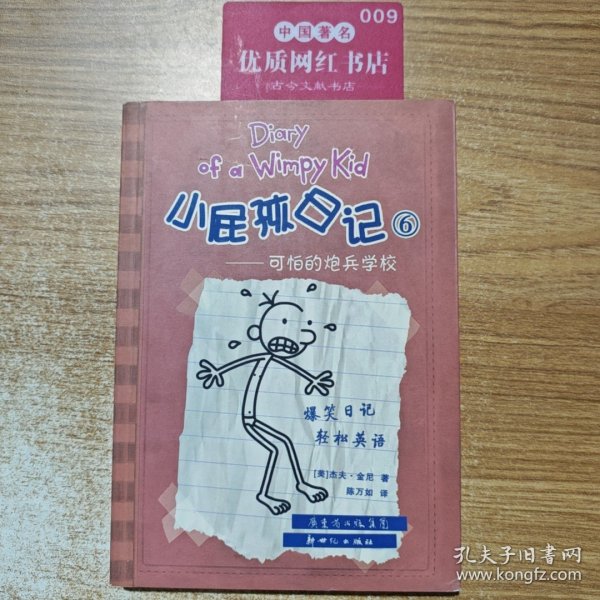 009
中国著名
优质网红书店
古今文献书店
Diary
of a Wimpy Kid
小屁孩日记⑥
——可怕的炮兵学校
爆笑日记
轻松英语
[美]杰夫·金尼 著
陈万如 译
广东省出版集团
新世纪出版社
孔夫子旧书网
www.kongfz.com